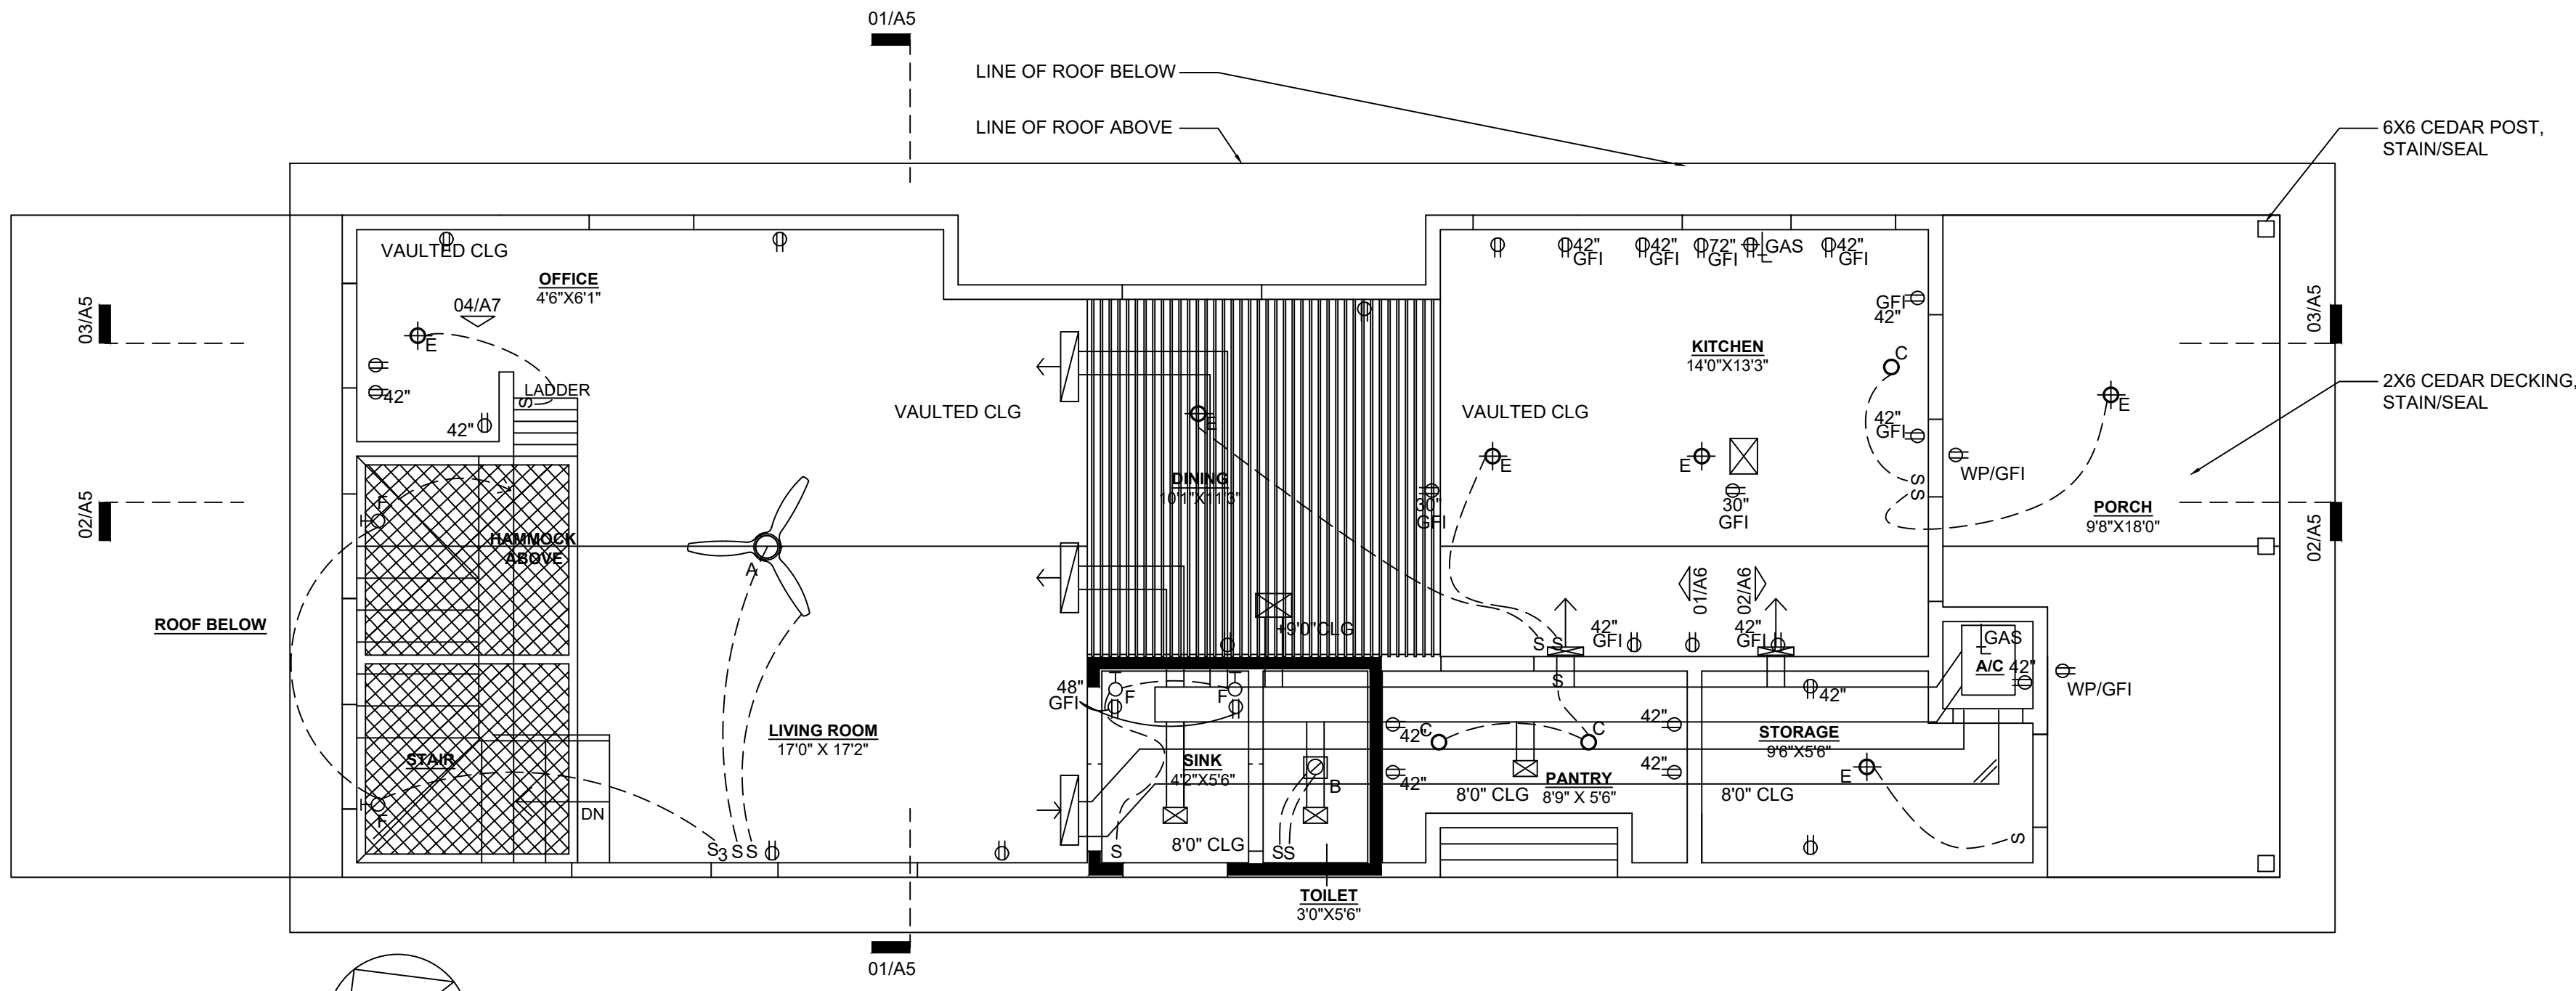 01/A5
LINE OF ROOF BELOW
LINE OF ROOF ABOVE
6X6 CEDAR POST,
STAIN/SEAL
VAULTED CLG
OFFICE
4'6"X6'1"
04/A7
E
42"
42"
LADDER
S
03/A5
02/A5
ROOF BELOW
F
HAMMOCK
ABOVE
STAIR
F
DN
A
LIVING ROOM
17'0" X 17'2"
S3 S S
VAULTED CLG
E
DINING
10'1"X11'3"
+9'0"CLG
42"
GFI
42"
GFI
72"
GFI
GAS
42"
GFI
GFI
42"
KITCHEN
14'0"X13'3"
C
VAULTED CLG
42"
GFI
E
E
30"
GFI
30"
GFI
S
S
WP/GFI
E
PORCH
9'8"X18'0"
03/A5
2X6 CEDAR DECKING,
STAIN/SEAL
02/A5
01/A6
02/A6
S S
42"
GFI
42"
GFI
GAS
A/C
42"
WP/GFI
48"
GFI
F
F
SINK
4'2"X5'6"
8'0" CLG
S
B
SS
TOILET
3'0"X5'6"
S
42"
C
C
42"
42"
42"
PANTRY
8'9" X 5'6"
8'0" CLG
42"
STORAGE
9'6"X5'6"
E
8'0" CLG
S
01/A5